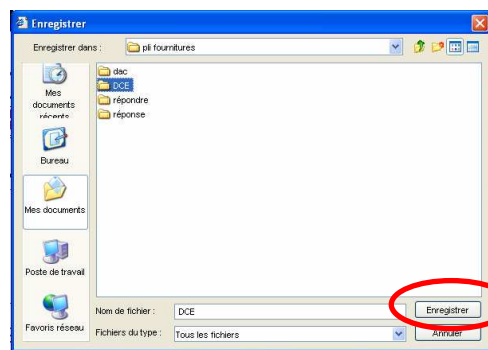 Enregistrer
Enregistrer dans :
pli fournitures
Mes
documents
récents
Bureau
Mes documents
Poste de travail
Favoris réseau
dac
DCE
répondre
réponse
Nom de fichier :
DCE
Enregistrer
Fichiers du type :
Tous les fichiers
Annuler